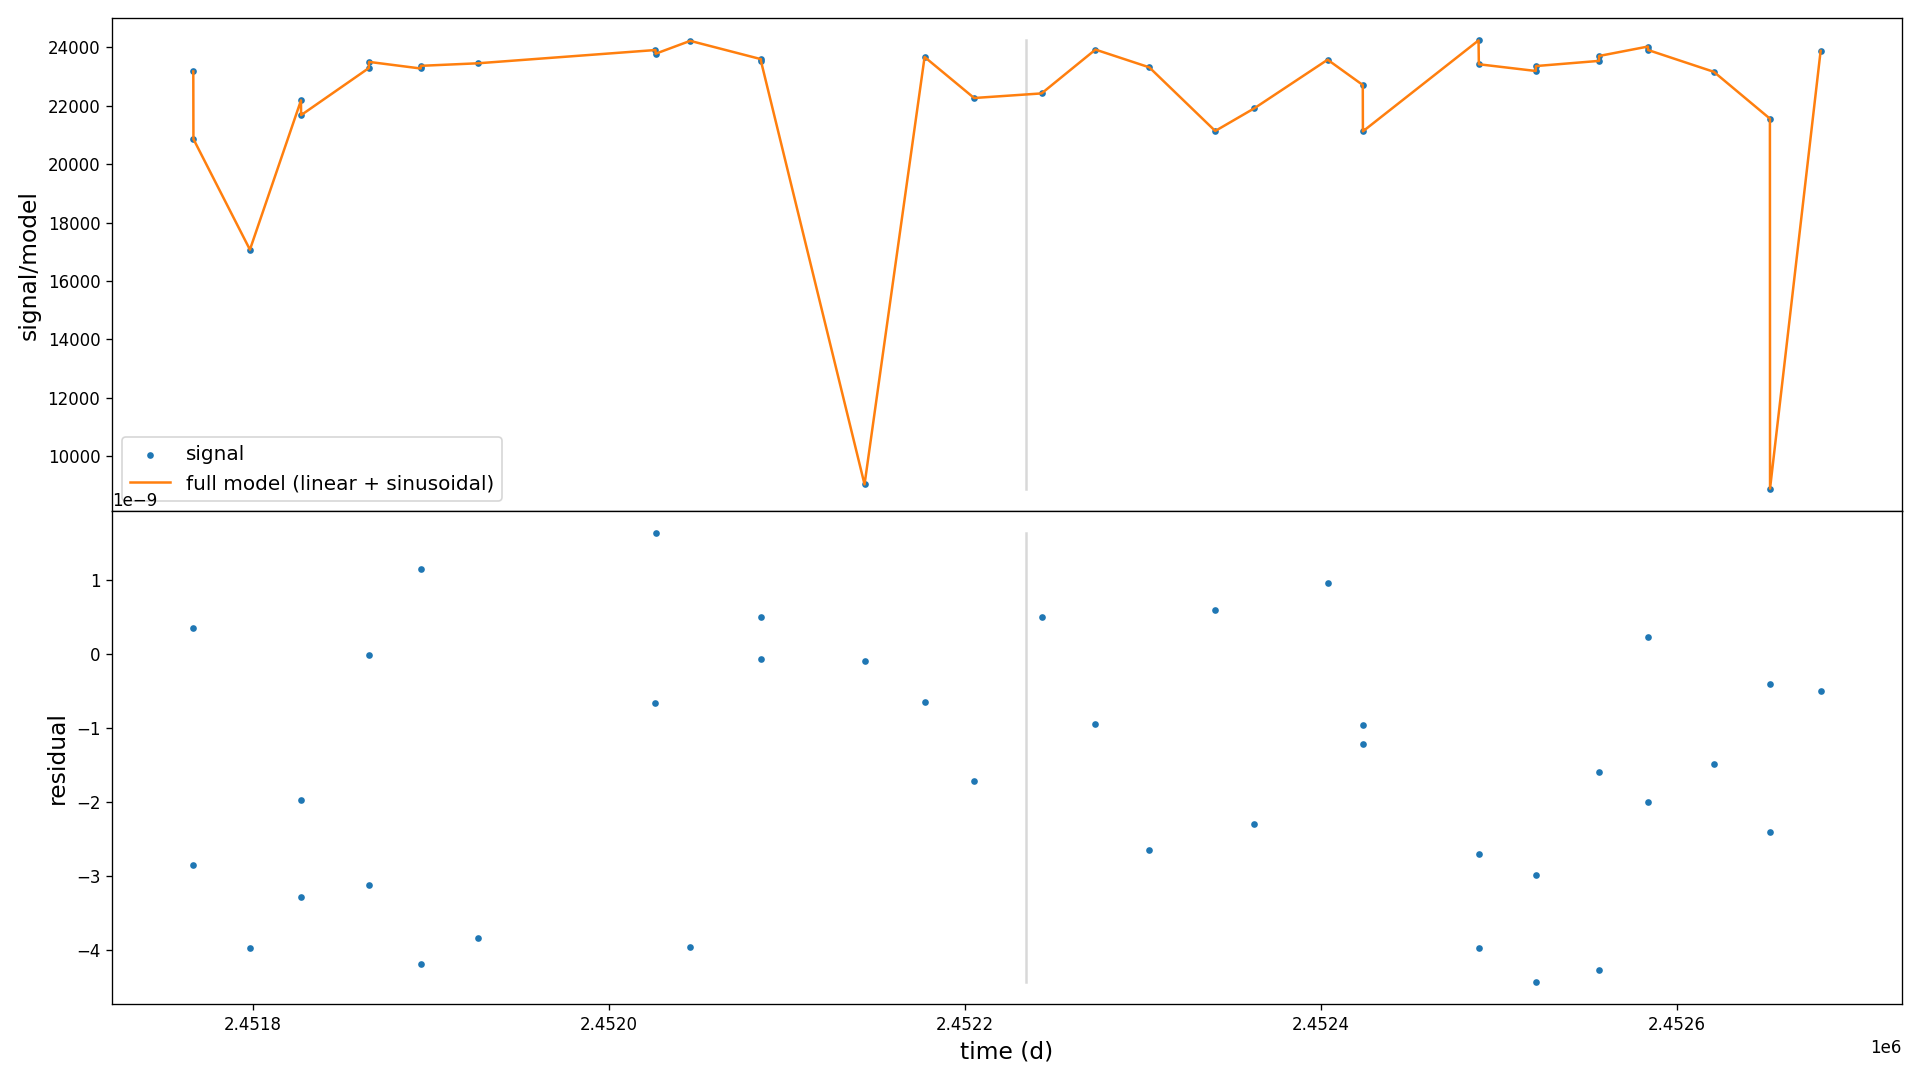 24000
22000
20000
18000
16000
14000
12000
10000
signal/model
signal
full model (linear + sinusoidal)
1e−9
1
0
−1
−2
−3
−4
residual
2.4518
2.4520
2.4522
2.4524
2.4526
time (d)
1e6